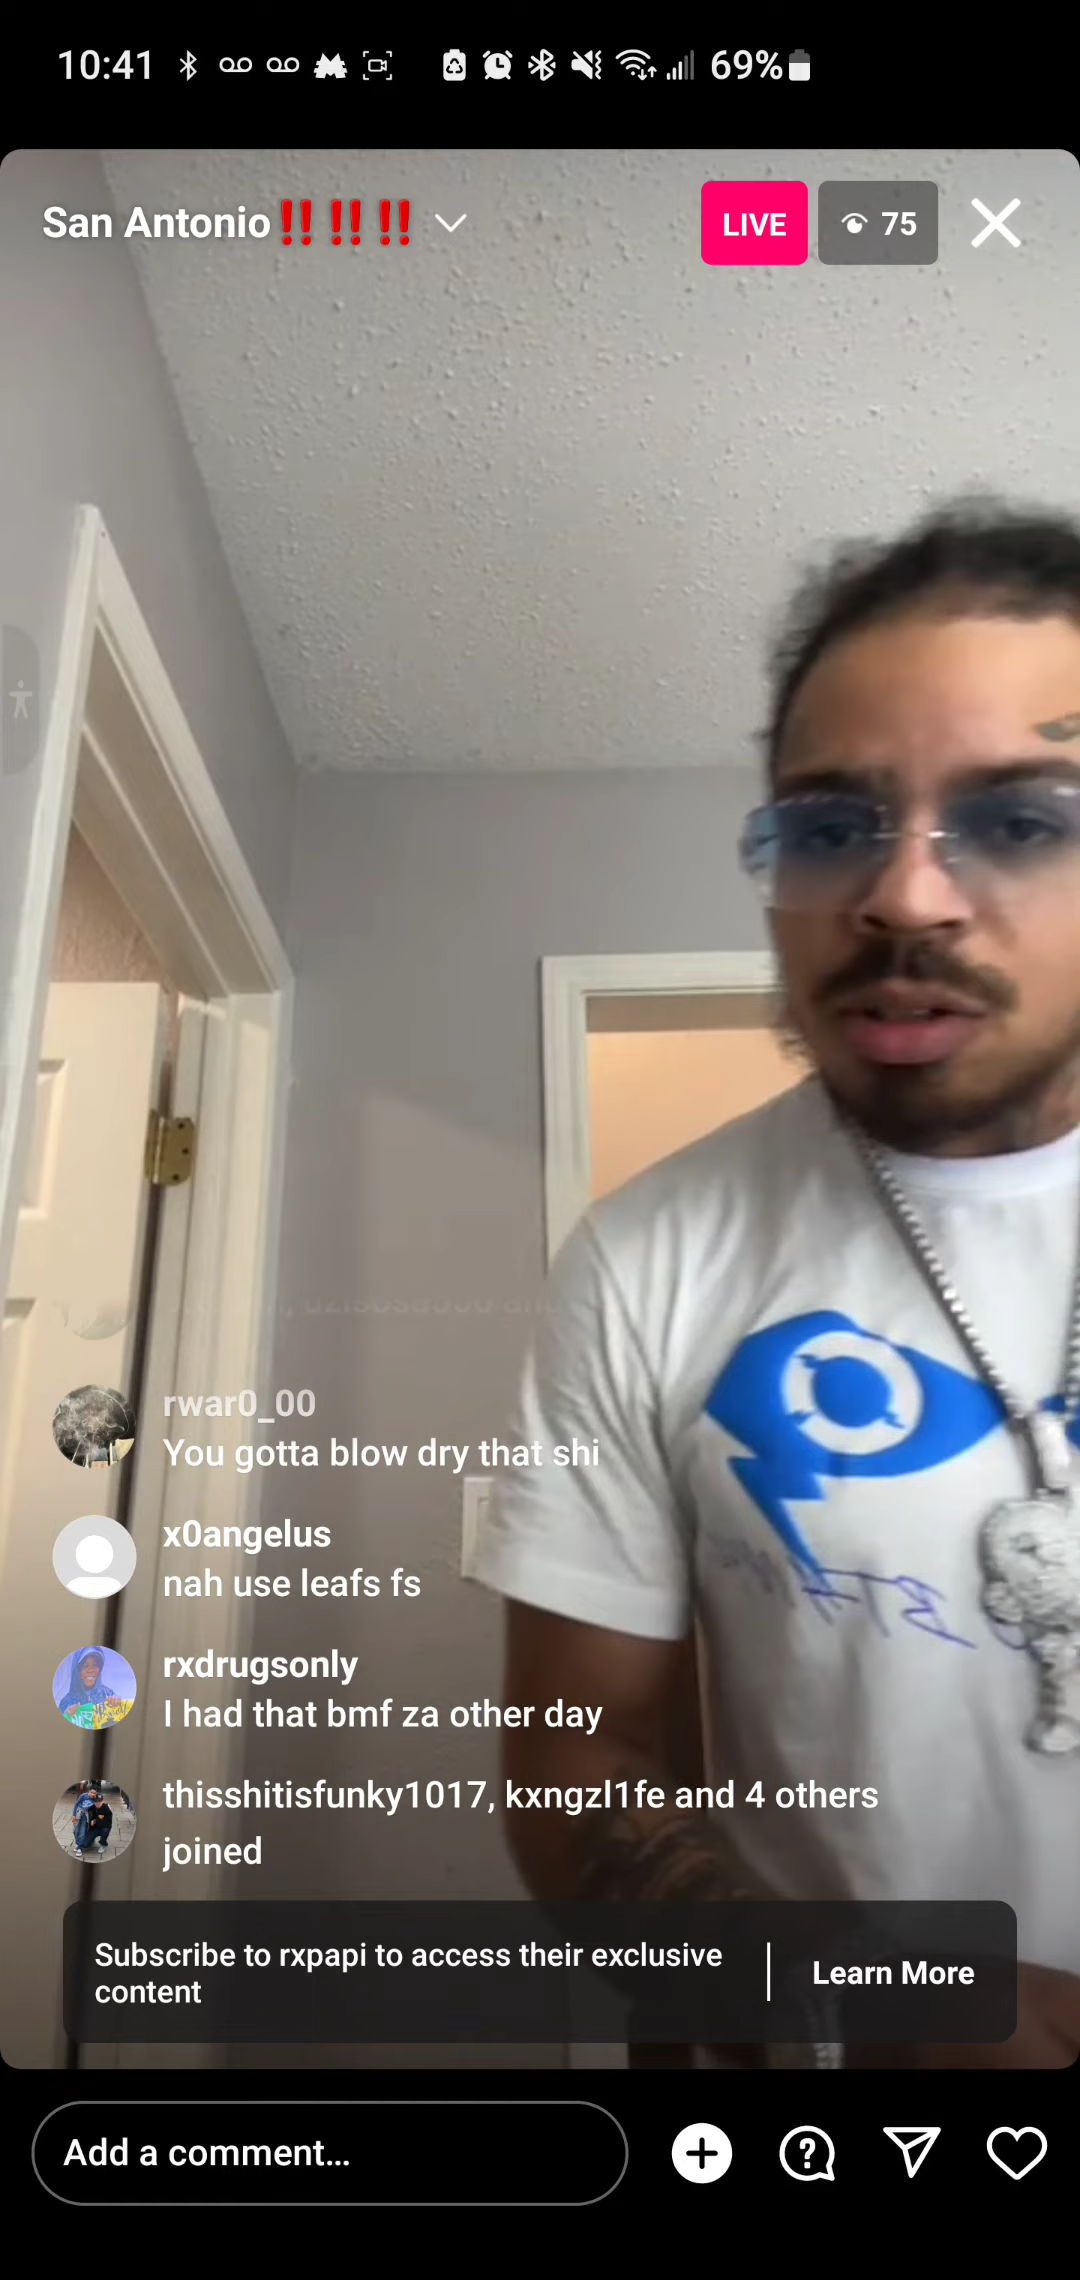 10:41
69%
San Antonio‼️‼️‼️
LIVE
75
rwar0_00
You gotta blow dry that shi
x0angelus
nah use leafs fs
rxdrugsonly
I had that bmf za other day
thisshitisfunky1017, kxngzl1fe and 4 others
joined
Subscribe to rxpapi to access their exclusive
content
Learn More
Add a comment...